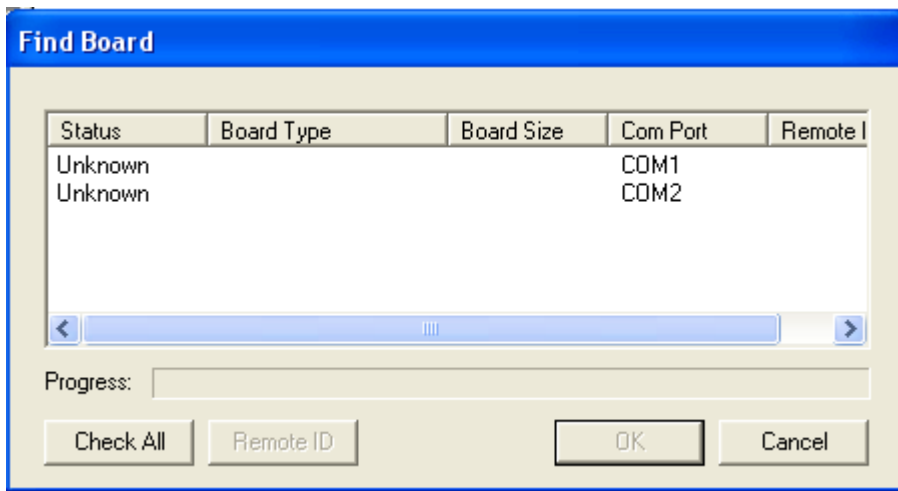 Find Board
Status Board Type Board Size Com Port Remote I
Unknown COM1
Unknown COM2
Progress:
Check All Remote ID OK Cancel